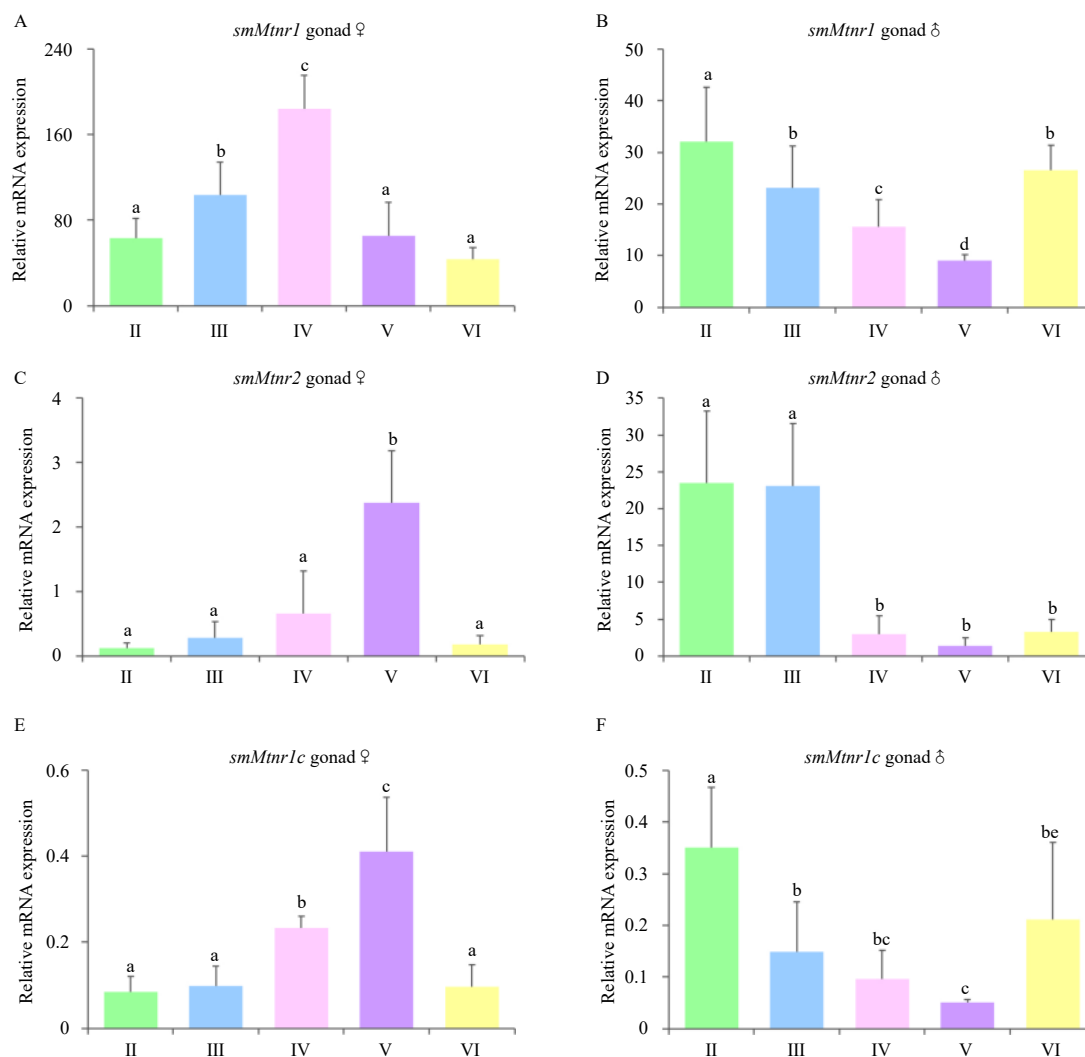 A
smMtnr1 gonad ♀
Relative mRNA expression
240
160
80
0
a
b
c
a
a
II III IV V VI
B
smMtnr1 gonad ♂
Relative mRNA expression
50
40
30
20
10
0
a
b
c
d
b
II III IV V VI
C
smMtnr2 gonad ♀
Relative mRNA expression
4
3
2
1
0
a
a
a
b
a
II III IV V VI
D
smMtnr2 gonad ♂
Relative mRNA expression
35
30
25
20
15
10
5
0
a
a
b
b
b
II III IV V VI
E
smMtnr1c gonad ♀
Relative mRNA expression
0.6
0.4
0.2
0
a
a
b
c
a
II III IV V VI
F
smMtnr1c gonad ♂
Relative mRNA expression
0.5
0.4
0.3
0.2
0.1
0
a
b
bc
c
be
II III IV V VI